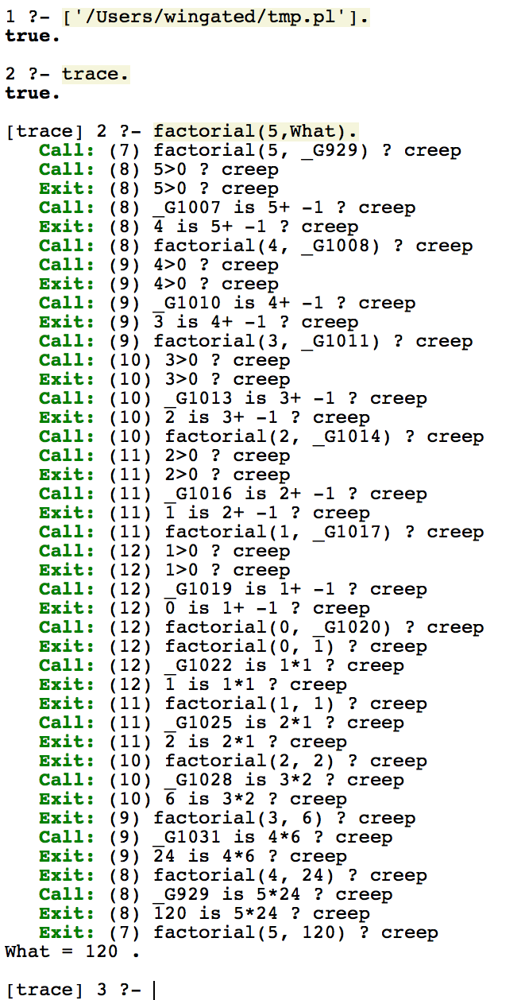 1 ?- ['/Users/wingated/tmp.pl'].
true.
2 ?- trace.
true.
[trace] 2 ?- factorial(5,What).
Call: (7) factorial(5, _G929) ? creep
Call: (8) 5>0 ? creep
Exit: (8) 5>0 ? creep
Call: (8) _G1007 is 5+ -1 ? creep
Exit: (8) 4 is 5+ -1 ? creep
Call: (8) factorial(4, _G1008) ? creep
Call: (9) 4>0 ? creep
Exit: (9) 4>0 ? creep
Call: (9) _G1010 is 4+ -1 ? creep
Exit: (9) 3 is 4+ -1 ? creep
Call: (9) factorial(3, _G1011) ? creep
Call: (10) 3>0 ? creep
Exit: (10) 3>0 ? creep
Call: (10) _G1013 is 3+ -1 ? creep
Exit: (10) 2 is 3+ -1 ? creep
Call: (10) factorial(2, _G1014) ? creep
Call: (11) 2>0 ? creep
Exit: (11) 2>0 ? creep
Call: (11) _G1016 is 2+ -1 ? creep
Exit: (11) 1 is 2+ -1 ? creep
Call: (11) factorial(1, _G1017) ? creep
Call: (12) 1>0 ? creep
Exit: (12) 1>0 ? creep
Call: (12) _G1019 is 1+ -1 ? creep
Exit: (12) 0 is 1+ -1 ? creep
Call: (12) factorial(0, _G1020) ? creep
Exit: (12) factorial(0, 1) ? creep
Call: (12) _G1022 is 1*1 ? creep
Exit: (12) 1 is 1*1 ? creep
Exit: (11) factorial(1, 1) ? creep
Call: (11) _G1025 is 2*1 ? creep
Exit: (11) 2 is 2*1 ? creep
Exit: (10) factorial(2, 2) ? creep
Call: (10) _G1028 is 3*2 ? creep
Exit: (10) 6 is 3*2 ? creep
Exit: (9) factorial(3, 6) ? creep
Call: (9) _G1031 is 4*6 ? creep
Exit: (9) 24 is 4*6 ? creep
Exit: (8) factorial(4, 24) ? creep
Call: (8) _G929 is 5*24 ? creep
Exit: (8) 120 is 5*24 ? creep
Exit: (7) factorial(5, 120) ? creep
What = 120 .
[trace] 3 ?-